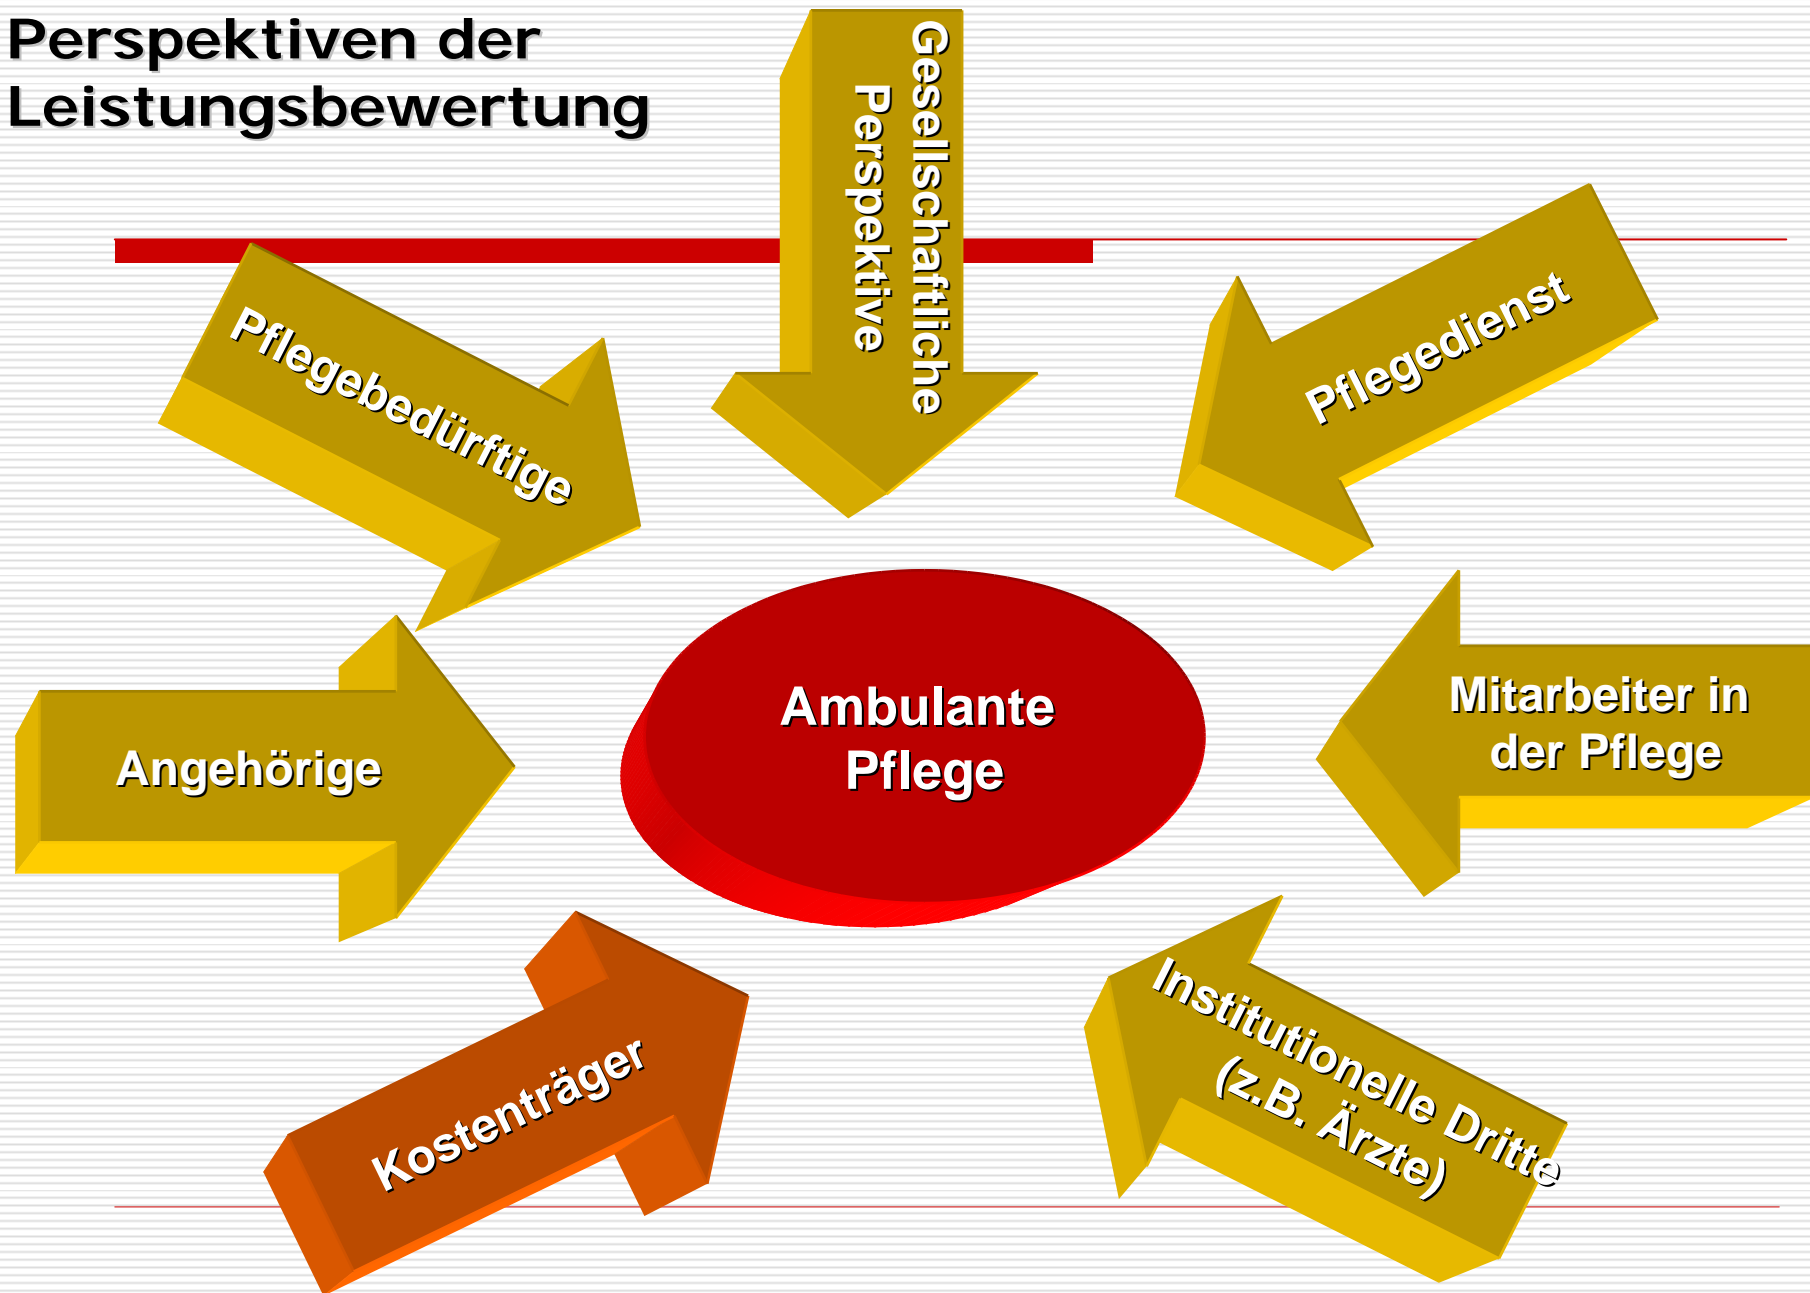 Perspektiven der
Leistungsbewertung
Gesellschaftliche
Perspektive
Pflegedienst
Pflegebedürftige
Mitarbeiter in
der Pflege
Ambulante
Pflege
Angehörige
Institutionelle Dritte
(z.B. Ärzte)
Kostenträger